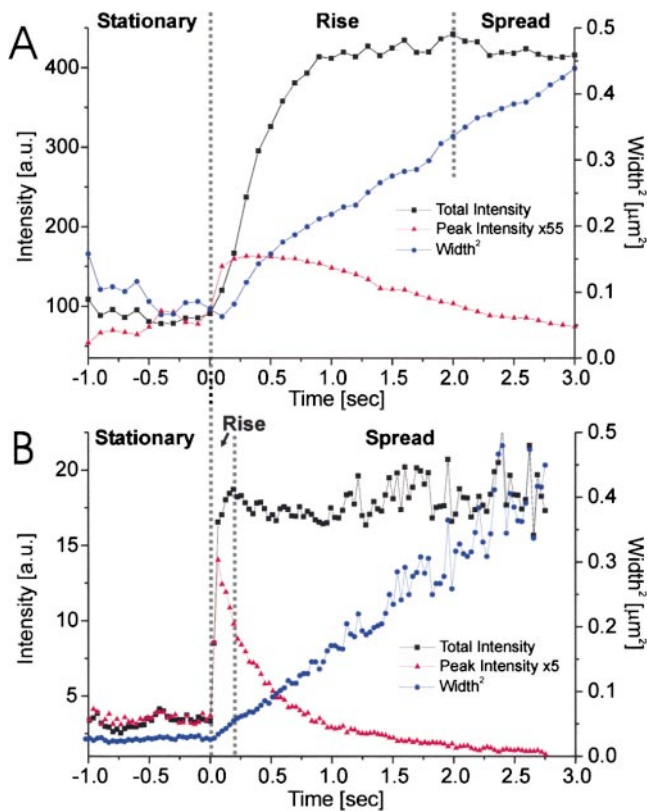 A
Stationary Rise Spread
400
300
200
100
Intensity [a.u.]
0.5
0.4
0.3
0.2
0.1
0.0
Width² [µm²]
Total Intensity
Peak Intensity x55
Width²
-1.0 -0.5 0.0 0.5 1.0 1.5 2.0 2.5 3.0
Time [sec]
B
Stationary Rise Spread
20
15
10
5
Intensity [a.u.]
0.5
0.4
0.3
0.2
0.1
0.0
Width² [µm²]
Total Intensity
Peak Intensity x5
Width²
-1.0 -0.5 0.0 0.5 1.0 1.5 2.0 2.5 3.0
Time [sec]